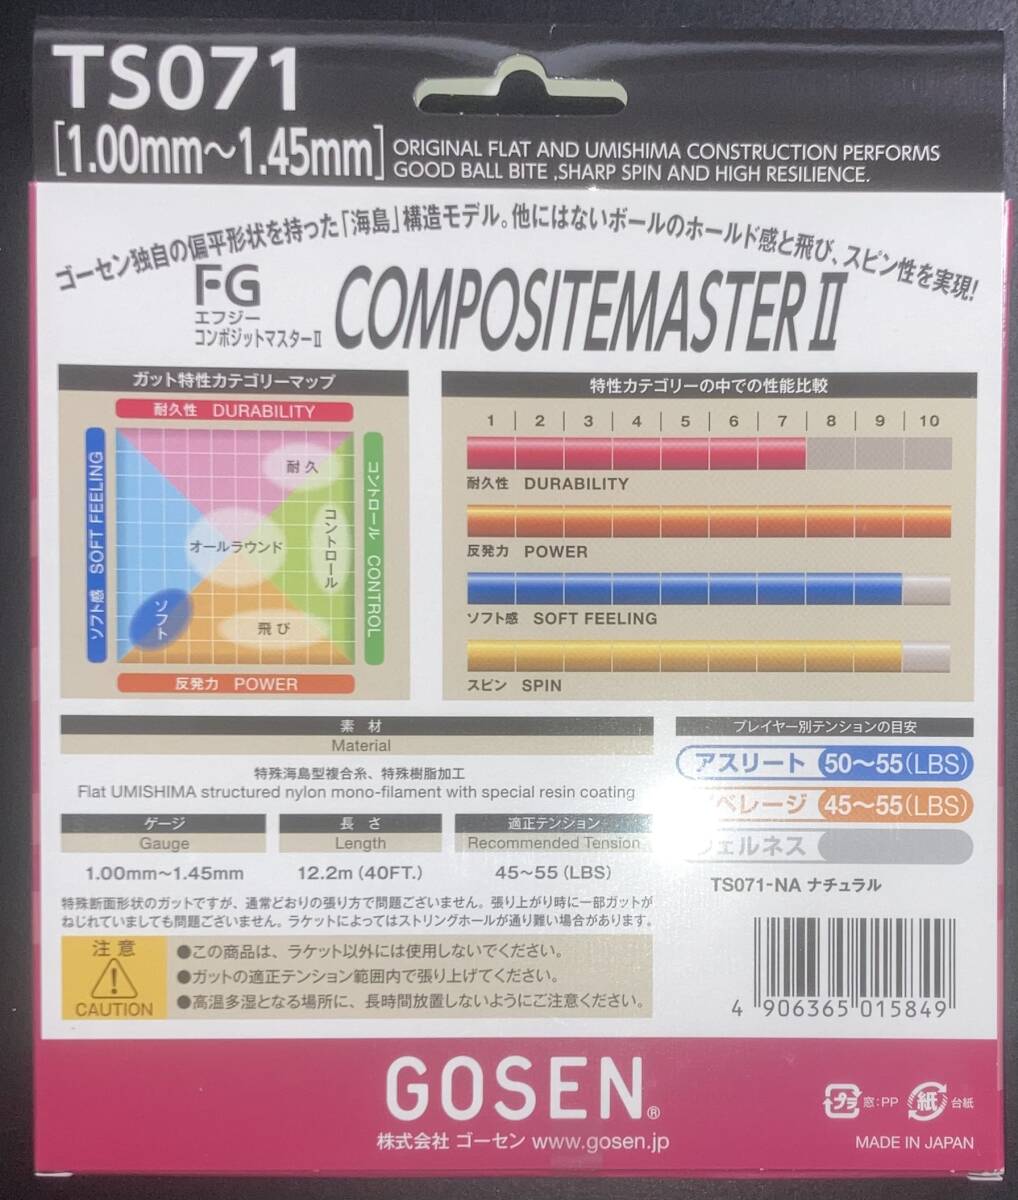 TS071
[1.00mm～1.45mm]
ORIGINAL FLAT AND UMISHIMA CONSTRUCTION PERFORMS
GOOD BALL BITE ,SHARP SPIN AND HIGH RESILIENCE.
ゴーセン独自の偏平形状を持った「海島」構造モデル。他にはないボールのホールド感と飛び、スピン性を実現!
FG
エフジー
コンポジットマスターⅡ
COMPOSITEMASTER Ⅱ
ガット特性カテゴリーマップ
耐久性 DURABILITY
ソフト感 SOFT FEELING
コントロール CONTROL
耐久
コントロール
オールラウンド
ソフト
飛び
反発力 POWER
特性カテゴリーの中での性能比較
1 | 2 | 3 | 4 | 5 | 6 | 7 | 8 | 9 | 10
耐久性 DURABILITY
反発力 POWER
ソフト感 SOFT FEELING
スピン SPIN
素材
Material
特殊海島型複合糸、特殊樹脂加工
Flat UMISHIMA structured nylon mono-filament with special resin coating
ゲージ
Gauge
1.00mm～1.45mm
長さ
Length
12.2m (40FT.)
適正テンション
Recommended Tension
45～55 (LBS)
特殊断面形状のガットですが、通常どおりの張り方で問題ございません。張り上がり時に一部ガットが
ねじれていましても問題ございません。ラケットによってはストリングホールが通り難い場合があります。
プレイヤー別テンションの目安
アスリート 50～55(LBS)
ベレージ 45～55(LBS)
ェルネス
TS071-NA ナチュラル
注意
CAUTION
●この商品は、ラケット以外には使用しないでください。
●ガットの適正テンション範囲内で張り上げてください。
●高温多湿となる場所に、長時間放置しないようにご注意ください。
4 906365 015849
GOSEN®
株式会社 ゴーセン www.gosen.jp
プラ 窓:PP 紙 台紙
MADE IN JAPAN